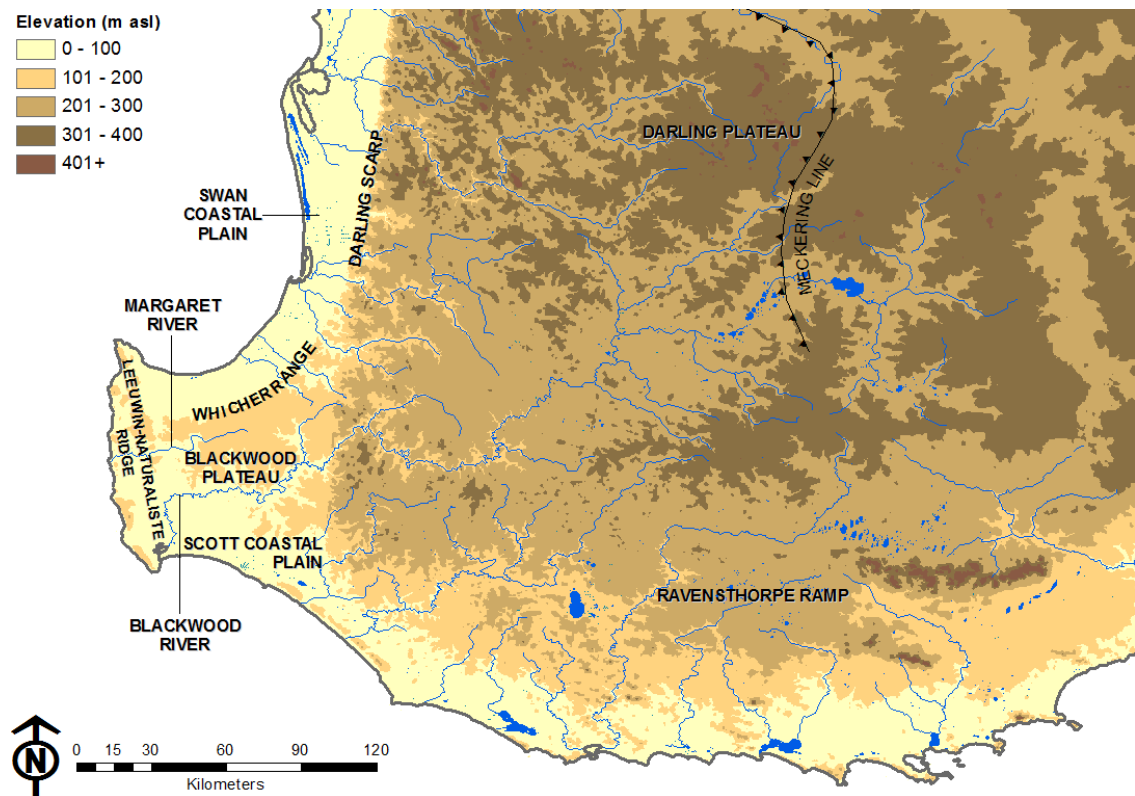 Elevation (m asl)
0 - 100
101 - 200
201 - 300
301 - 400
401+
DARLING PLATEAU
MECKERING LINE
DARLING SCARP
SWAN
COASTAL
PLAIN
MARGARET
RIVER
WHICHER RANGE
LEEUWIN-NATURALISTE
RIDGE
BLACKWOOD
PLATEAU
SCOTT COASTAL
PLAIN
RAVENSTHORPE RAMP
BLACKWOOD
RIVER
N
0 15 30 60 90 120
Kilometers